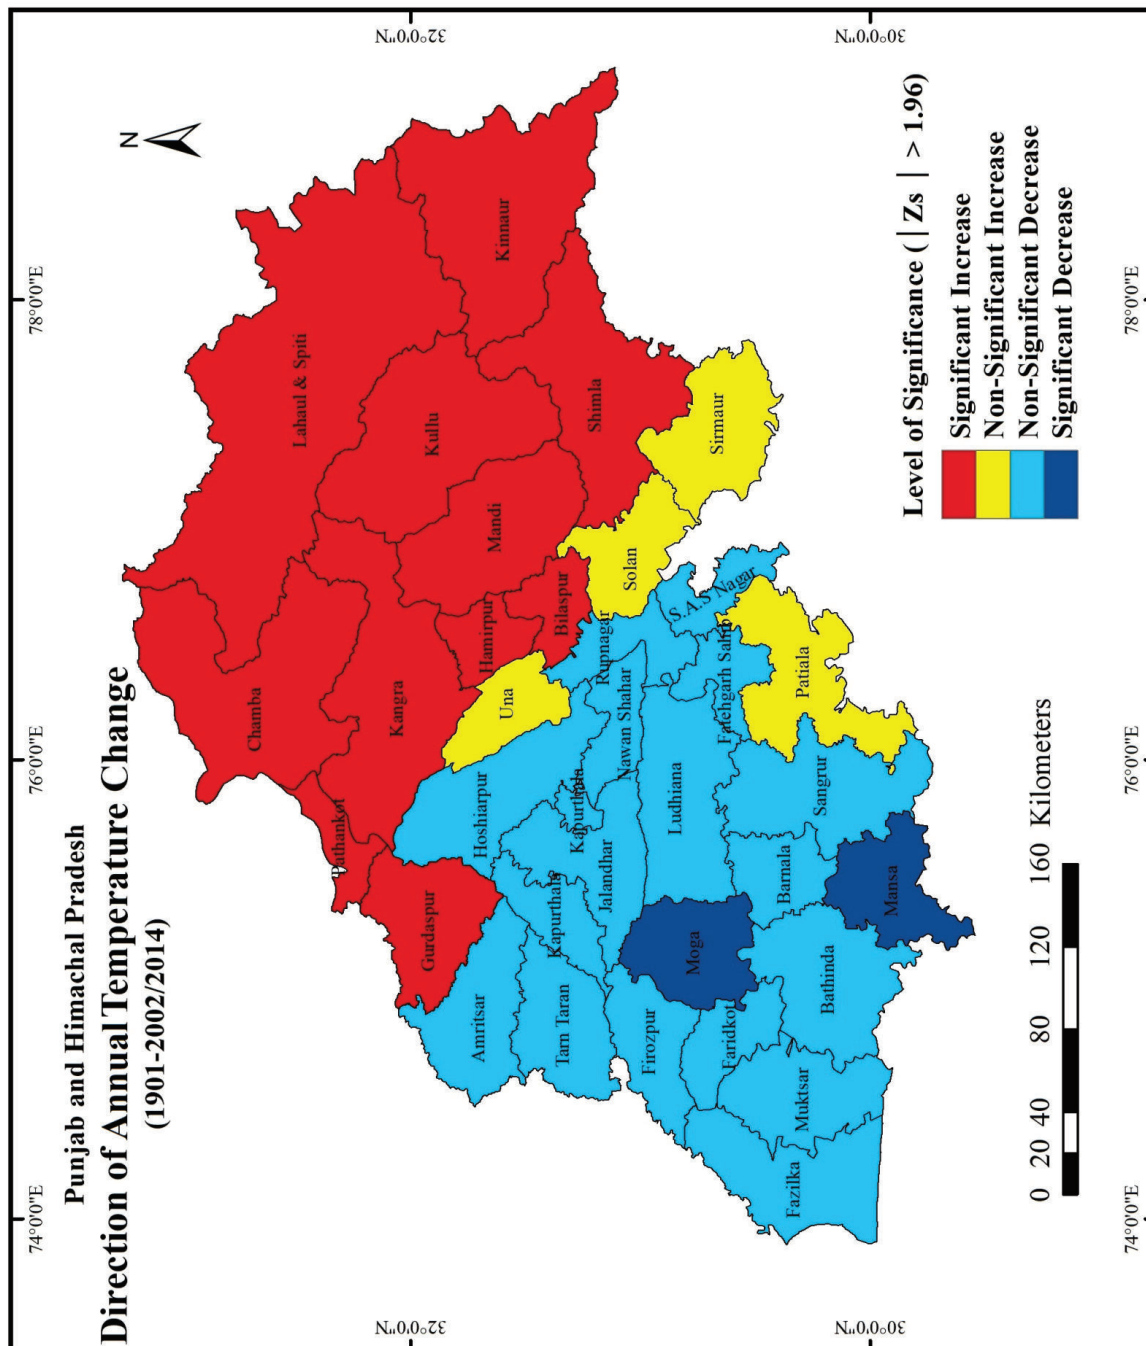 Punjab and Himachal Pradesh
Direction of Annual Temperature Change
(1901-2002/2014)
74°0'0"E
76°0'0"E
78°0'0"E
N
32°0'0"N
32°0'0"N
30°0'0"N
30°0'0"N
Lahaul & Spiti
Chamba
Pathankot
Kangra
Kullu
Kinnaur
Gurdaspur
Hamirpur
Mandi
Shimla
Una
Bilaspur
Amritsar
Hoshiarpur
Kapurthala
Kapurthala
Rupnagar
Solan
Tarn Taran
Jalandhar
Nawan Shahar
Sirmaur
S.A.S Nagar
Firozpur
Moga
Ludhiana
Fatehgarh Sahib
Faridkot
Barnala
Patiala
Fazilka
Muktsar
Bathinda
Sangrur
Mansa
Level of Significance ( | Zs | > 1.96)
Significant Increase
Non-Significant Increase
Non-Significant Decrease
Significant Decrease
0 20 40 80 120 160 Kilometers
74°0'0"E
76°0'0"E
78°0'0"E